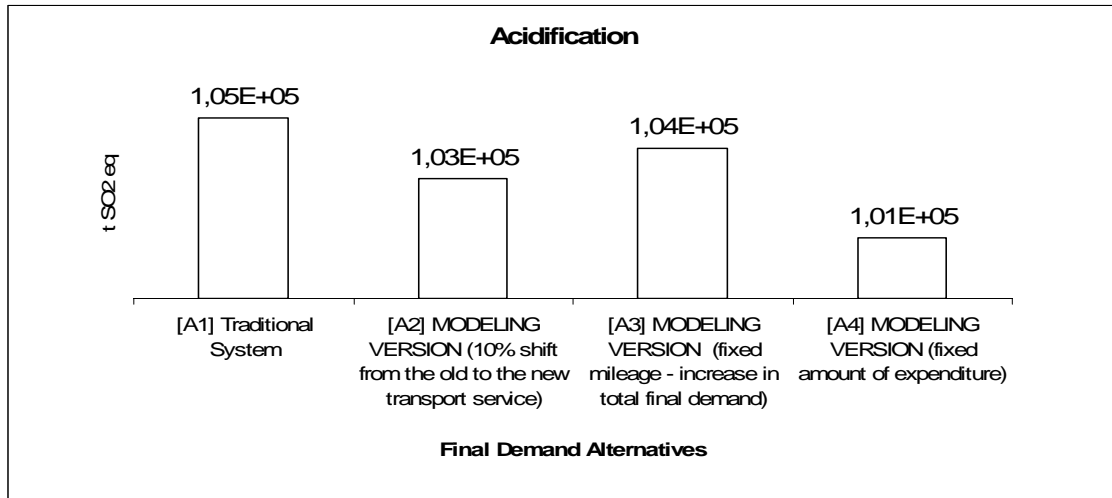 Acidification
t SO2 eq
1,05E+05
1,03E+05
1,04E+05
1,01E+05
[A1] Traditional
System
[A2] MODELING
VERSION (10% shift
from the old to the new
transport service)
[A3] MODELING
VERSION (fixed
mileage - increase in
total final demand)
[A4] MODELING
VERSION (fixed
amount of expenditure)
Final Demand Alternatives